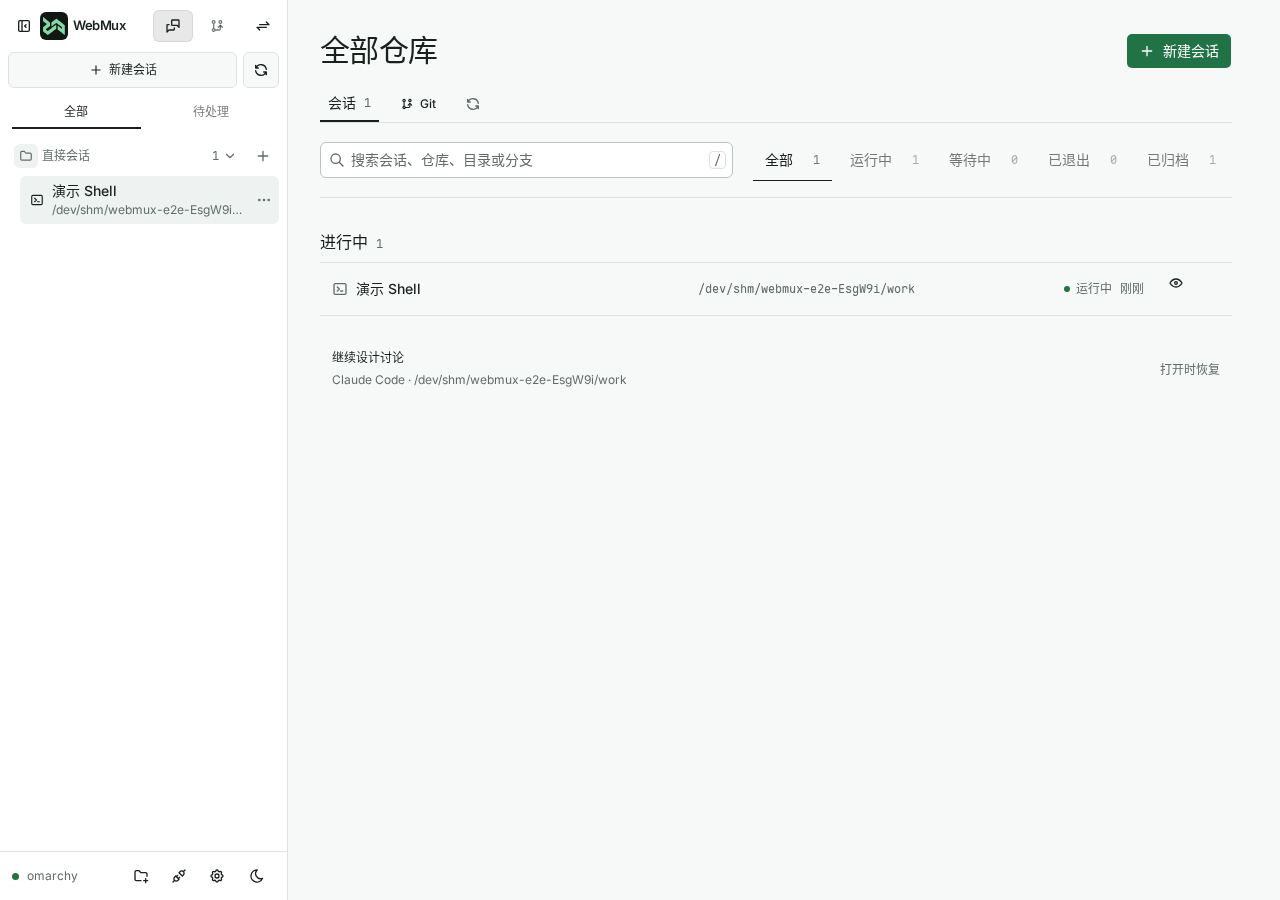 WebMux
新建会话
全部
待处理
直接会话 1
演示 Shell
/dev/shm/webmux-e2e-EsgW9i...
omarchy
全部仓库
新建会话
会话 1
Git
搜索会话、仓库、目录或分支 /
全部 1
运行中 1
等待中 0
已退出 0
已归档 1
进行中 1
演示 Shell
/dev/shm/webmux-e2e-EsgW9i/work
运行中 刚刚
继续设计讨论
Claude Code · /dev/shm/webmux-e2e-EsgW9i/work
打开时恢复